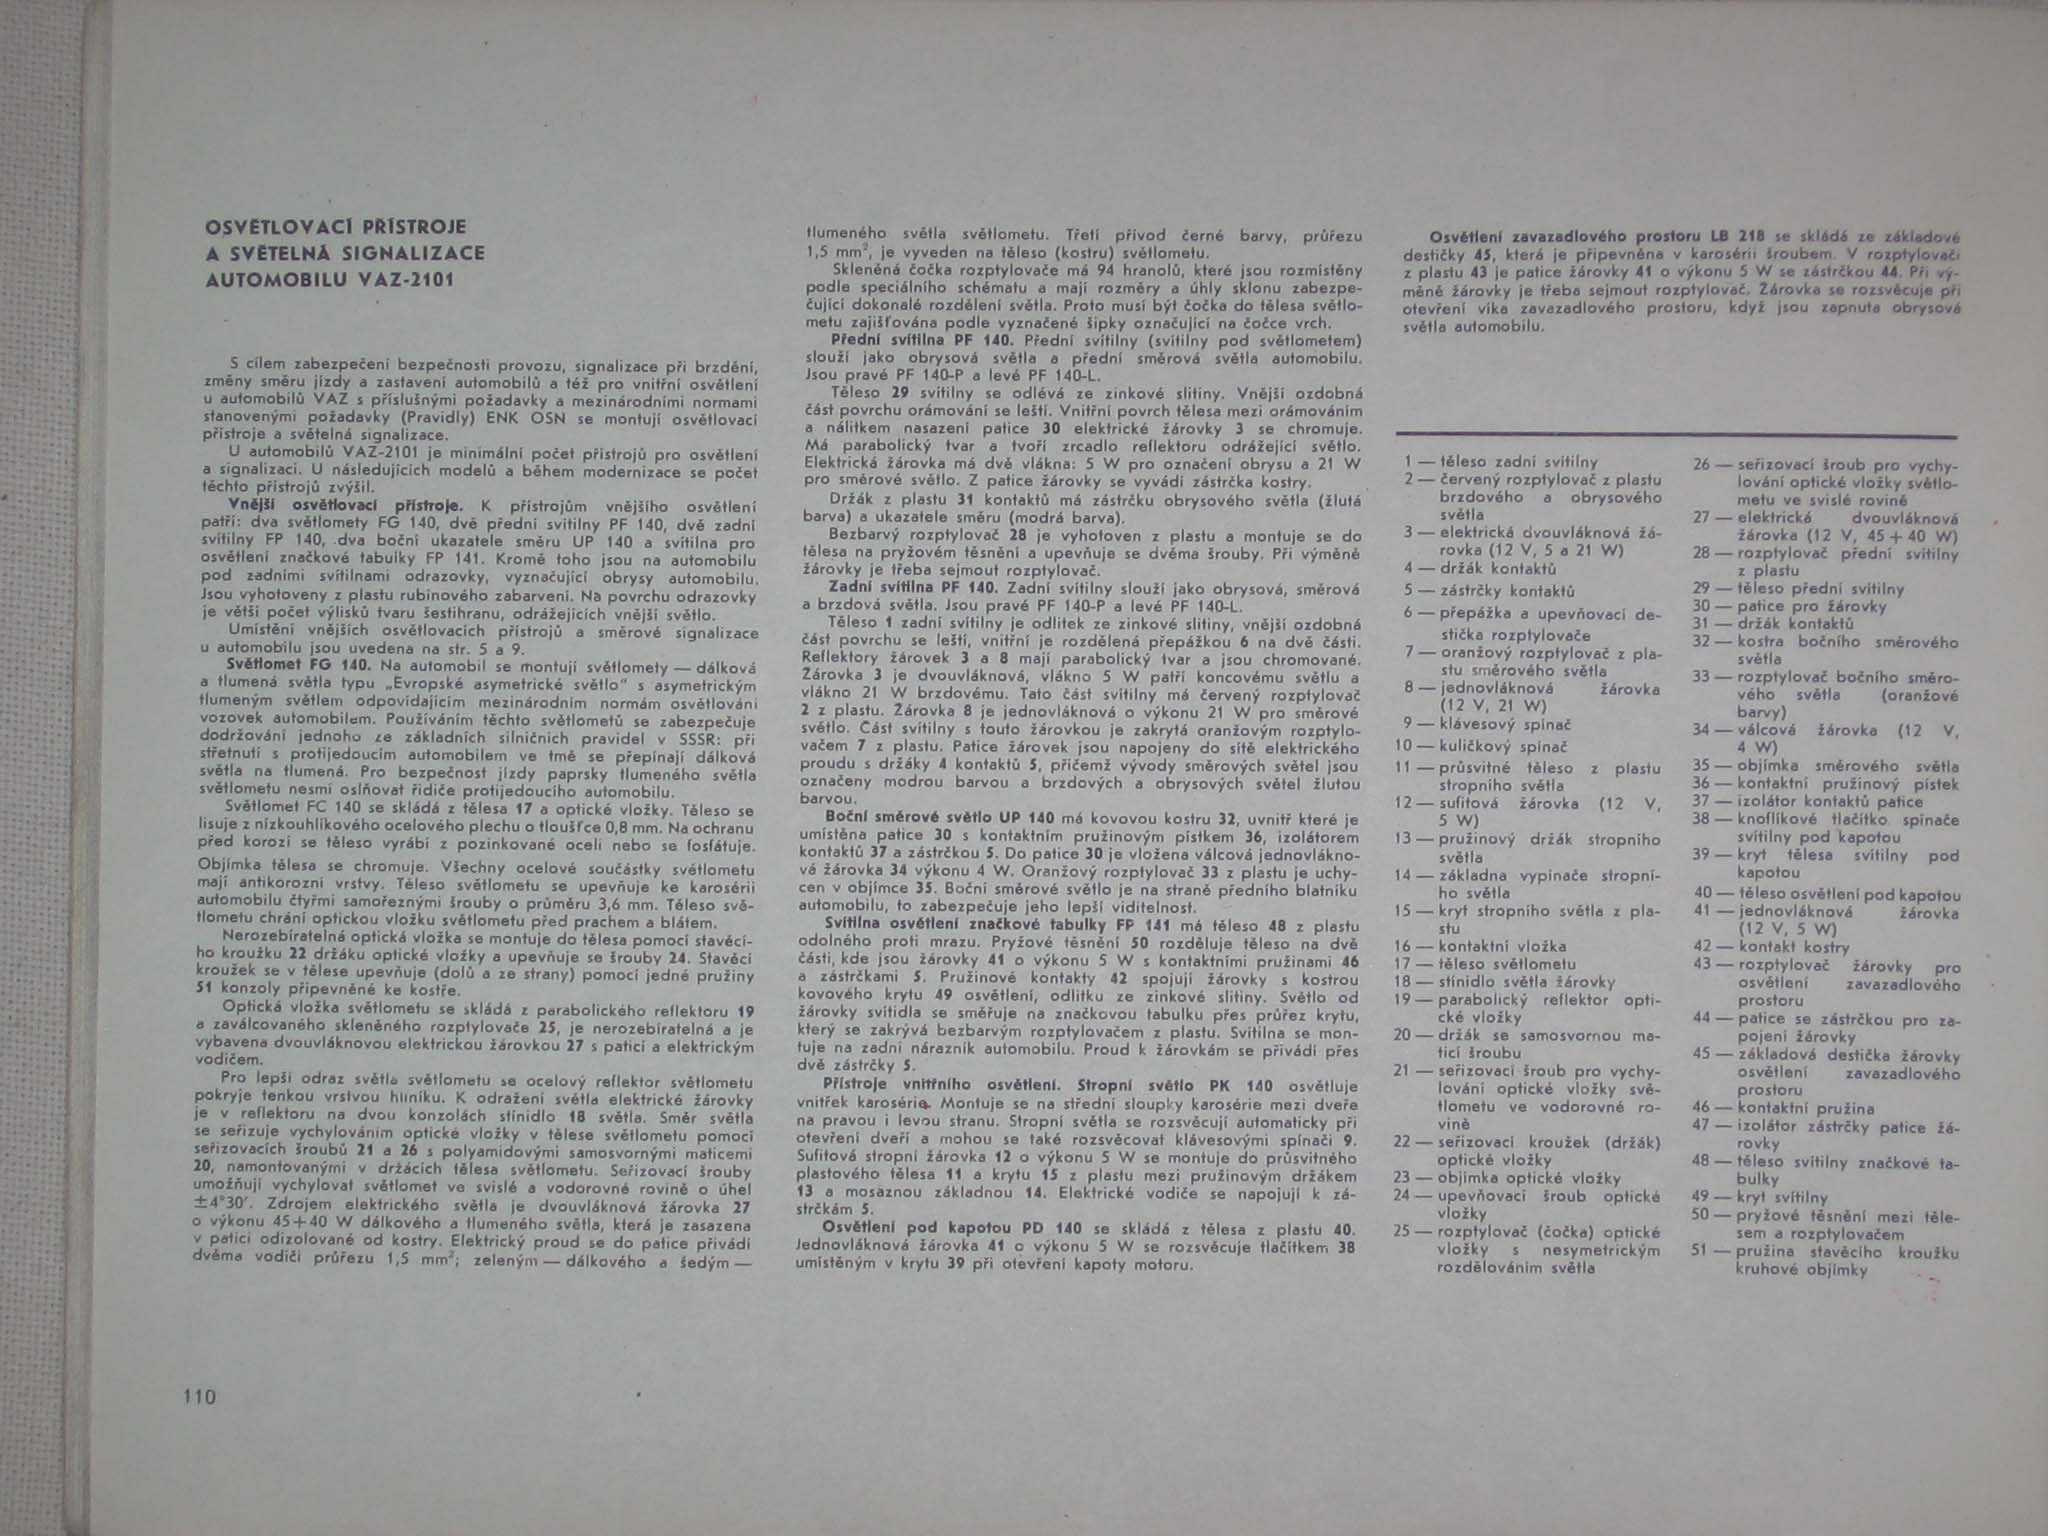 OSVĚTLOVACÍ PŘÍSTROJE
A SVĚTELNÁ SIGNALIZACE
AUTOMOBILU VAZ-2101
S cílem zabezpečení bezpečnosti provozu, signalizace při brzdění,
změny směru jízdy a zastavení automobilů a též pro vnitřní osvětlení
u automobilů VAZ s příslušnými požadavky a mezinárodními normami
stanovenými požadavky (Pravidly) ENK OSN se montují osvětlovací
přístroje a světelná signalizace.
U automobilů VAZ-2101 je minimální počet přístrojů pro osvětlení
a signalizaci. U následujících modelů a během modernizace se počet
těchto přístrojů zvýšil.
Vnější osvětlovací přístroje. K přístrojům vnějšího osvětlení
patří: dva světlomety FG 140, dvě přední svítilny PF 140, dvě zadní
svítilny FP 140, dva boční ukazatele směru UP 140 a svítilna pro
osvětlení značkové tabulky FP 141. Kromě toho jsou na automobilu
pod zadními svítilnami odrazovky, vyznačující obrysy automobilu.
Jsou vyhotoveny z plastu rubínového zabarvení. Na povrchu odrazovky
je větší počet výlisků tvaru šestihranu, odrážejících vnější světlo.
Umístění vnějších osvětlovacích přístrojů a směrové signalizace
u automobilu jsou uvedena na str. 5 a 9.
Světlomet FG 140. Na automobil se montují světlomety — dálková
a tlumená světla typu „Evropské asymetrické světlo" s asymetrickým
tlumeným světlem odpovídajícím mezinárodním normám osvětlování
vozovek automobilem. Používáním těchto světlometů se zabezpečuje
dodržování jednoho ze základních silničních pravidel v SSSR: při
střetnutí s protijedoucím automobilem ve tmě se přepínají dálková
světla na tlumená. Pro bezpečnost jízdy paprsky tlumeného světla
světlometu nesmí oslňovat řidiče protijedoucího automobilu.
Světlomet FC 140 se skládá z tělesa 17 a optické vložky. Těleso se
lisuje z nízkouhlíkového ocelového plechu o tloušťce 0,8 mm. Na ochranu
před korozí se těleso vyrábí z pozinkované oceli nebo se fosfátuje.
Objímka tělesa se chromuje. Všechny ocelové součástky světlometu
mají antikorozní vrstvy. Těleso světlometu se upevňuje ke karosérii
automobilu čtyřmi samořeznými šrouby o průměru 3,6 mm. Těleso svě-
tlometu chrání optickou vložku světlometu před prachem a blátem.
Nerozebíratelná optická vložka se montuje do tělesa pomocí stavěcí-
ho kroužku 22 držáku optické vložky a upevňuje se šrouby 24. Stavěcí
kroužek se v tělese upevňuje (dolů a ze strany) pomocí jedné pružiny
51 konzoly připevněné ke kostře.
Optická vložka světlometu se skládá z parabolického reflektoru 19
a zaválcovaného skleněného rozptylovače 25, je nerozebíratelná a je
vybavena dvouvláknovou elektrickou žárovkou 27 s paticí a elektrickým
vodičem.
Pro lepší odraz světla světlometu se ocelový reflektor světlometu
pokryje tenkou vrstvou hliníku. K odražení světla elektrické žárovky
je v reflektoru na dvou konzolách stínidlo 18 světla. Směr světla
se seřizuje vychylováním optické vložky v tělese světlometu pomocí
seřizovacích šroubů 21 a 26 s polyamidovými samosvornými maticemi
20, namontovanými v držácích tělesa světlometu. Seřizovací šrouby
umožňují vychylovat světlomet ve svislé a vodorovné rovině o úhel
±4°30′. Zdrojem elektrického světla je dvouvláknová žárovka 27
o výkonu 45+40 W dálkového a tlumeného světla, která je zasazena
v patici odizolované od kostry. Elektrický proud se do patice přivádí
dvěma vodiči průřezu 1,5 mm²; zeleným — dálkového a šedým —
110
tlumeného světla světlometu. Třetí přívod černé barvy, průřezu
1,5 mm², je vyveden na těleso (kostru) světlometu.
Skleněná čočka rozptylovače má 94 hranolů, které jsou rozmístěny
podle speciálního schématu a mají rozměry a úhly sklonu zabezpe-
čující dokonalé rozdělení světla. Proto musí být čočka do tělesa světlo-
metu zajišťována podle vyznačené šipky označující na čočce vrch.
Přední svítilna PF 140. Přední svítilny (svítilny pod světlometem)
slouží jako obrysová světla a přední směrová světla automobilu.
Jsou pravé PF 140-P a levé PF 140-L.
Těleso 29 svítilny se odlévá ze zinkové slitiny. Vnější ozdobná
část povrchu orámování se leští. Vnitřní povrch tělesa mezi orámováním
a nálitkem nasazení patice 30 elektrické žárovky 3 se chromuje.
Má parabolický tvar a tvoří zrcadlo reflektoru odrážející světlo.
Elektrická žárovka má dvě vlákna: 5 W pro označení obrysu a 21 W
pro směrové světlo. Z patice žárovky se vyvádí zástrčka kostry.
Držák z plastu 31 kontaktů má zástrčku obrysového světla (žlutá
barva) a ukazatele směru (modrá barva).
Bezbarvý rozptylovač 28 je vyhotoven z plastu a montuje se do
tělesa na pryžovém těsnění a upevňuje se dvěma šrouby. Při výměně
žárovky je třeba sejmout rozptylovač.
Zadní svítilna PF 140. Zadní svítilny slouží jako obrysová, směrová
a brzdová světla. Jsou pravé PF 140-P a levé PF 140-L.
Těleso 1 zadní svítilny je odlitek ze zinkové slitiny, vnější ozdobná
část povrchu se leští, vnitřní je rozdělená přepážkou 6 na dvě části.
Reflektory žárovek 3 a 8 mají parabolický tvar a jsou chromované.
Žárovka 3 je dvouvláknová, vlákno 5 W patří koncovému světlu a
vlákno 21 W brzdovému. Tato část svítilny má červený rozptylovač
2 z plastu. Žárovka 8 je jednovláknová o výkonu 21 W pro směrové
světlo. Část svítilny s touto žárovkou je zakrytá oranžovým rozptylo-
vačem 7 z plastu. Patice žárovek jsou napojeny do sítě elektrického
proudu s držáky 4 kontaktů 5, přičemž vývody směrových světel jsou
označeny modrou barvou a brzdových a obrysových světel žlutou
barvou.
Boční směrové světlo UP 140 má kovovou kostru 32, uvnitř které je
umístěna patice 30 s kontaktním pružinovým pístkem 36, izolátorem
kontaktů 37 a zástrčkou 5. Do patice 30 je vložena válcová jednovlákno-
vá žárovka 34 výkonu 4 W. Oranžový rozptylovač 33 z plastu je uchy-
cen v objímce 35. Boční směrové světlo je na straně předního blatníku
automobilu, to zabezpečuje jeho lepší viditelnost.
Svítilna osvětlení značkové tabulky FP 141 má těleso 48 z plastu
odolného proti mrazu. Pryžové těsnění 50 rozděluje těleso na dvě
části, kde jsou žárovky 41 o výkonu 5 W s kontaktními pružinami 46
a zástrčkami 5. Pružinové kontakty 42 spojují žárovky s kostrou
kovového krytu 49 osvětlení, odlitku ze zinkové slitiny. Světlo od
žárovky svítidla se směřuje na značkovou tabulku přes průřez krytu,
který se zakrývá bezbarvým rozptylovačem z plastu. Svítilna se mon-
tuje na zadní nárazník automobilu. Proud k žárovkám se přivádí přes
dvě zástrčky 5.
Přístroje vnitřního osvětlení. Stropní světlo PK 140 osvětluje
vnitřek karosérie. Montuje se na střední sloupky karosérie mezi dveře
na pravou i levou stranu. Stropní světla se rozsvěcují automaticky při
otevření dveří a mohou se také rozsvěcovat klávesovými spínači 9.
Sufitová stropní žárovka 12 o výkonu 5 W se montuje do průsvitného
plastového tělesa 11 a krytu 15 z plastu mezi pružinovým držákem
13 a mosaznou základnou 14. Elektrické vodiče se napojují k zá-
strčkám 5.
Osvětlení pod kapotou PD 140 se skládá z tělesa z plastu 40.
Jednovláknová žárovka 41 o výkonu 5 W se rozsvěcuje tlačítkem 38
umístěným v krytu 39 při otevření kapoty motoru.
Osvětlení zavazadlového prostoru LB 218 se skládá ze základové
destičky 45, která je připevněna v karosérii šroubem. V rozptylovači
z plastu 43 je patice žárovky 41 o výkonu 5 W se zástrčkou 44. Při vý-
měně žárovky je třeba sejmout rozptylovač. Žárovka se rozsvěcuje při
otevření víka zavazadlového prostoru, když jsou zapnuta obrysová
světla automobilu.
1 — těleso zadní svítilny
2 — červený rozptylovač z plastu
brzdového a obrysového
světla
3 — elektrická dvouvláknová žá-
rovka (12 V, 5 a 21 W)
4 — držák kontaktů
5 — zástrčky kontaktů
6 — přepážka a upevňovací de-
stička rozptylovače
7 — oranžový rozptylovač z pla-
stu směrového světla
8 — jednovláknová žárovka
(12 V, 21 W)
9 — klávesový spínač
10 — kuličkový spínač
11 — průsvitné těleso z plastu
stropního světla
12 — sufitová žárovka (12 V,
5 W)
13 — pružinový držák stropního
světla
14 — základna vypínače stropní-
ho světla
15 — kryt stropního světla z pla-
stu
16 — kontaktní vložka
17 — těleso světlometu
18 — stínidlo světla žárovky
19 — parabolický reflektor opti-
cké vložky
20 — držák se samosvornou ma-
ticí šroubu
21 — seřizovací šroub pro vychy-
lování optické vložky svě-
tlometu ve vodorovné ro-
vině
22 — seřizovací kroužek (držák)
optické vložky
23 — objímka optické vložky
24 — upevňovací šroub optické
vložky
25 — rozptylovač (čočka) optické
vložky s nesymetrickým
rozdělováním světla
26 — seřizovací šroub pro vychy-
lování optické vložky světlo-
metu ve svislé rovině
27 — elektrická dvouvláknová
žárovka (12 V, 45+40 W)
28 — rozptylovač přední svítilny
z plastu
29 — těleso přední svítilny
30 — patice pro žárovky
31 — držák kontaktů
32 — kostra bočního směrového
světla
33 — rozptylovač bočního směro-
vého světla (oranžové
barvy)
34 — válcová žárovka (12 V,
4 W)
35 — objímka směrového světla
36 — kontaktní pružinový pístek
37 — izolátor kontaktů patice
38 — knoflíkové tlačítko spínače
svítilny pod kapotou
39 — kryt tělesa svítilny pod
kapotou
40 — těleso osvětlení pod kapotou
41 — jednovláknová žárovka
(12 V, 5 W)
42 — kontakt kostry
43 — rozptylovač žárovky pro
osvětlení zavazadlového
prostoru
44 — patice se zástrčkou pro za-
pojení žárovky
45 — základová destička žárovky
osvětlení zavazadlového
prostoru
46 — kontaktní pružina
47 — izolátor zástrčky patice žá-
rovky
48 — těleso svítilny značkové ta-
bulky
49 — kryt svítilny
50 — pryžové těsnění mezi těle-
sem a rozptylovačem
51 — pružina stavěcího kroužku
kruhové objímky